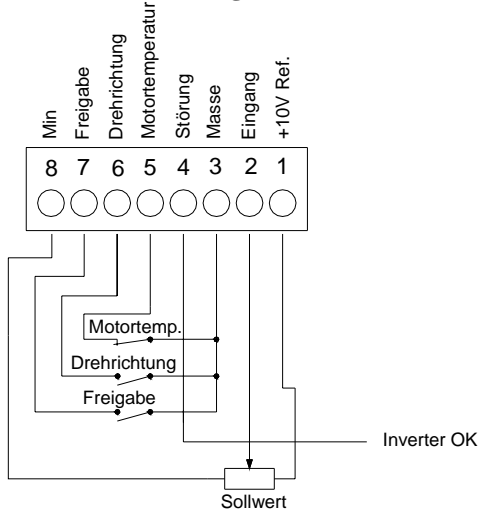 Min
Freigabe
Drehrichtung
Motortemperatur
Störung
Masse
Eingang
+10V Ref.
8 7 6 5 4 3 2 1
Motortemp.
Drehrichtung
Freigabe
Inverter OK
Sollwert